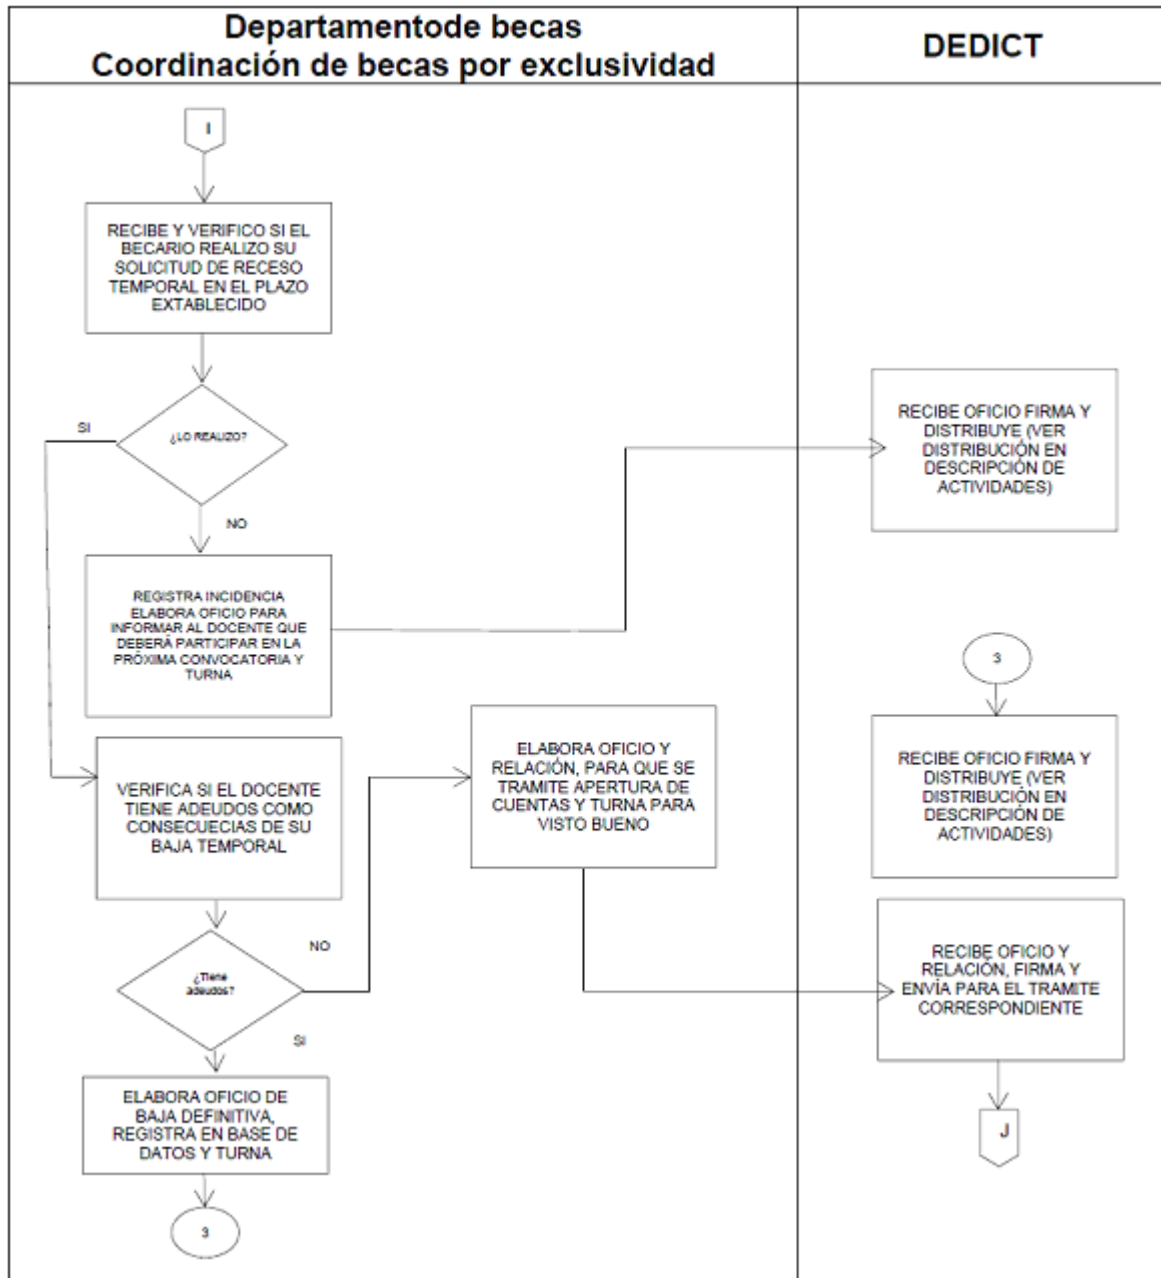 Departamentode becas
Coordinación de becas por exclusividad
DEDICT
I
RECIBE Y VERIFICO SI EL
BECARIO REALIZO SU
SOLICITUD DE RECESO
TEMPORAL EN EL PLAZO
EXTABLECIDO
SI
¿LO REALIZO?
NO
RECIBE OFICIO FIRMA Y
DISTRIBUYE (VER
DISTRIBUCIÓN EN
DESCRIPCIÓN DE
ACTIVIDADES)
REGISTRA INCIDENCIA
ELABORA OFICIO PARA
INFORMAR AL DOCENTE QUE
DEBERÁ PARTICIPAR EN LA
PRÓXIMA CONVOCATORIA Y
TURNA
3
VERIFICA SI EL DOCENTE
TIENE ADEUDOS COMO
CONSECUECIAS DE SU
BAJA TEMPORAL
ELABORA OFICIO Y
RELACIÓN, PARA QUE SE
TRAMITE APERTURA DE
CUENTAS Y TURNA PARA
VISTO BUENO
RECIBE OFICIO FIRMA Y
DISTRIBUYE (VER
DISTRIBUCIÓN EN
DESCRIPCIÓN DE
ACTIVIDADES)
NO
¿Tiene
adeudos?
SI
RECIBE OFICIO Y
RELACIÓN, FIRMA Y
ENVÍA PARA EL TRAMITE
CORRESPONDIENTE
ELABORA OFICIO DE
BAJA DEFINITIVA,
REGISTRA EN BASE DE
DATOS Y TURNA
J
3